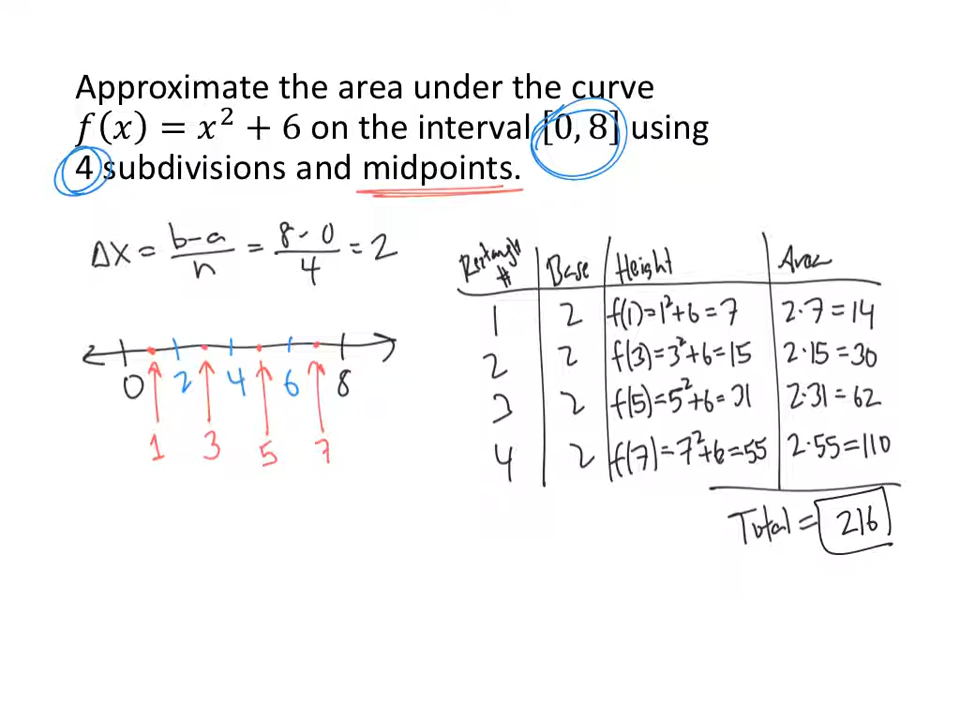 Approximate the area under the curve
f(x) = x² + 6 on the interval [0, 8] using
4 subdivisions and midpoints.
Δx = b-a/n = 8-0/4 = 2
0 2 4 6 8
1 3 5 7
Rectangle # Base Height Area
1 2 f(1)=1²+6=7 2·7=14
2 2 f(3)=3²+6=15 2·15=30
3 2 f(5)=5²+6=31 2·31=62
4 2 f(7)=7²+6=55 2·55=110
Total = 216